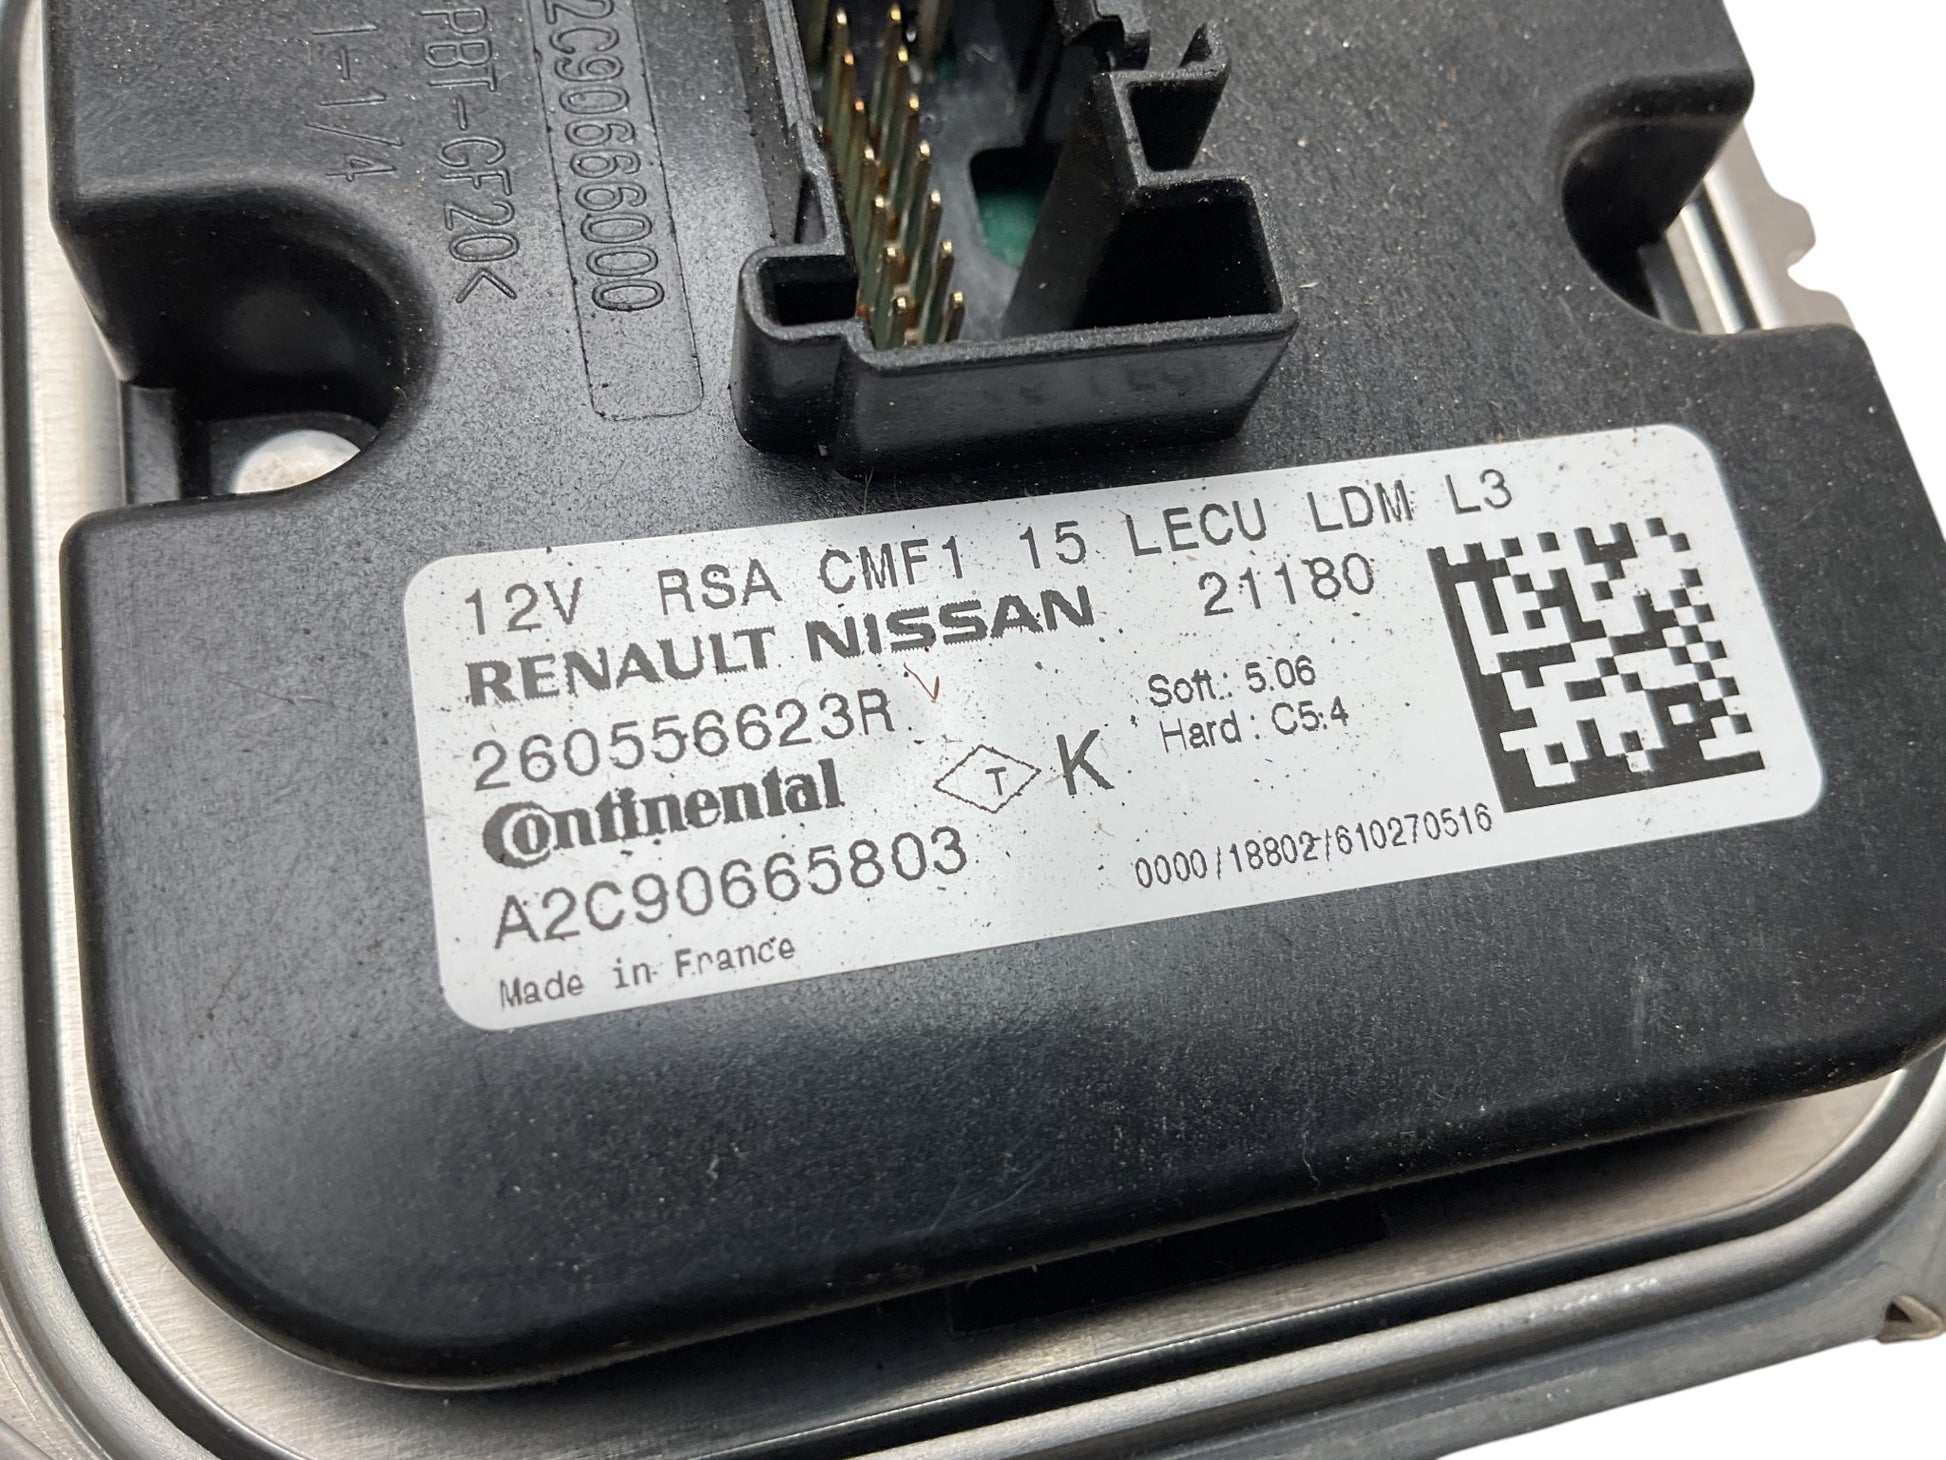 2C90666000
PBT-GF20<
1-1/4
12V RSA CMF1 15 LECU LDM L3
RENAULT NISSAN 21180
260556623R Soft.: 5.06
Continental T K Hard : C5.4
A2C90665803 0000/18802/610270516
Made in France